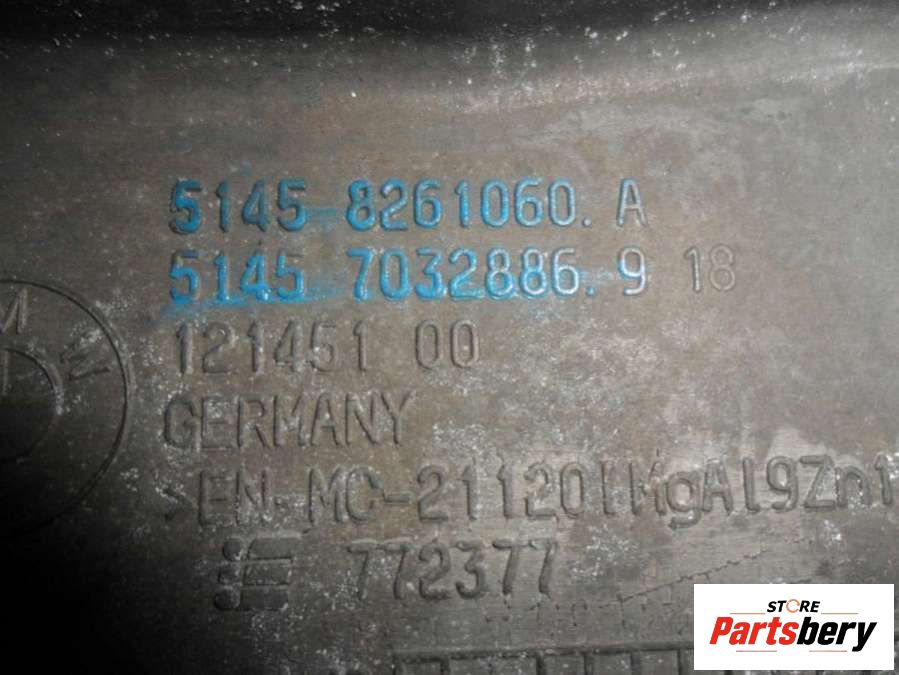 5145-8261060.A
5145 7032886.9 18
121451 00
GERMANY
>EN-MC-21120(MgAl9Zn1
772377
M
W
STORE
Partsbery